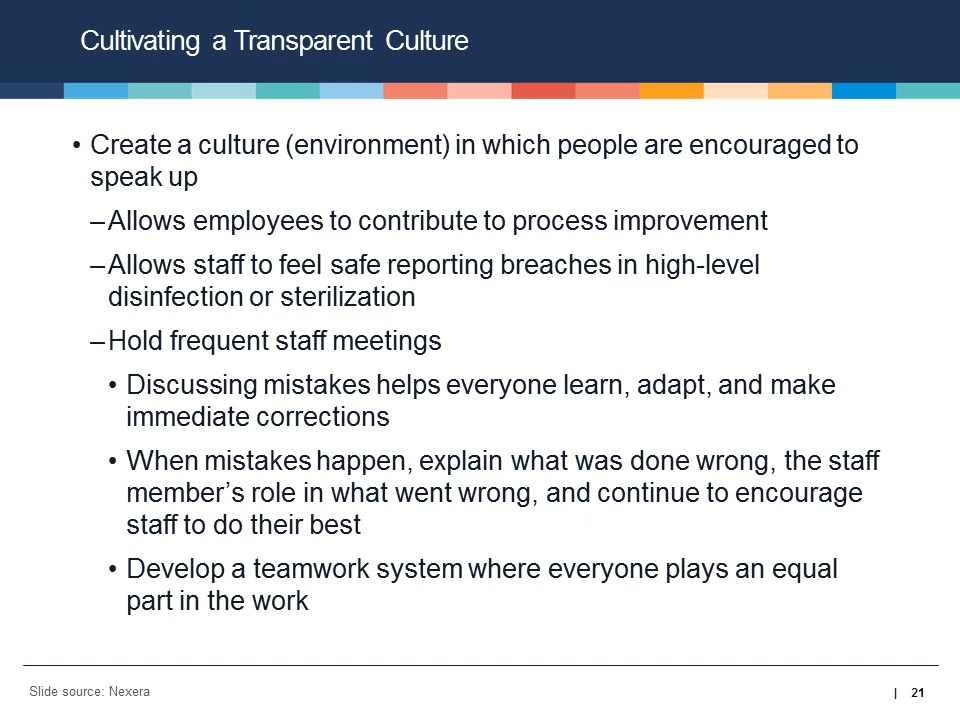 Cultivating a Transparent Culture
• Create a culture (environment) in which people are encouraged to
speak up
–Allows employees to contribute to process improvement
–Allows staff to feel safe reporting breaches in high-level
disinfection or sterilization
–Hold frequent staff meetings
• Discussing mistakes helps everyone learn, adapt, and make
immediate corrections
• When mistakes happen, explain what was done wrong, the staff
member’s role in what went wrong, and continue to encourage
staff to do their best
• Develop a teamwork system where everyone plays an equal
part in the work
Slide source: Nexera
| 21